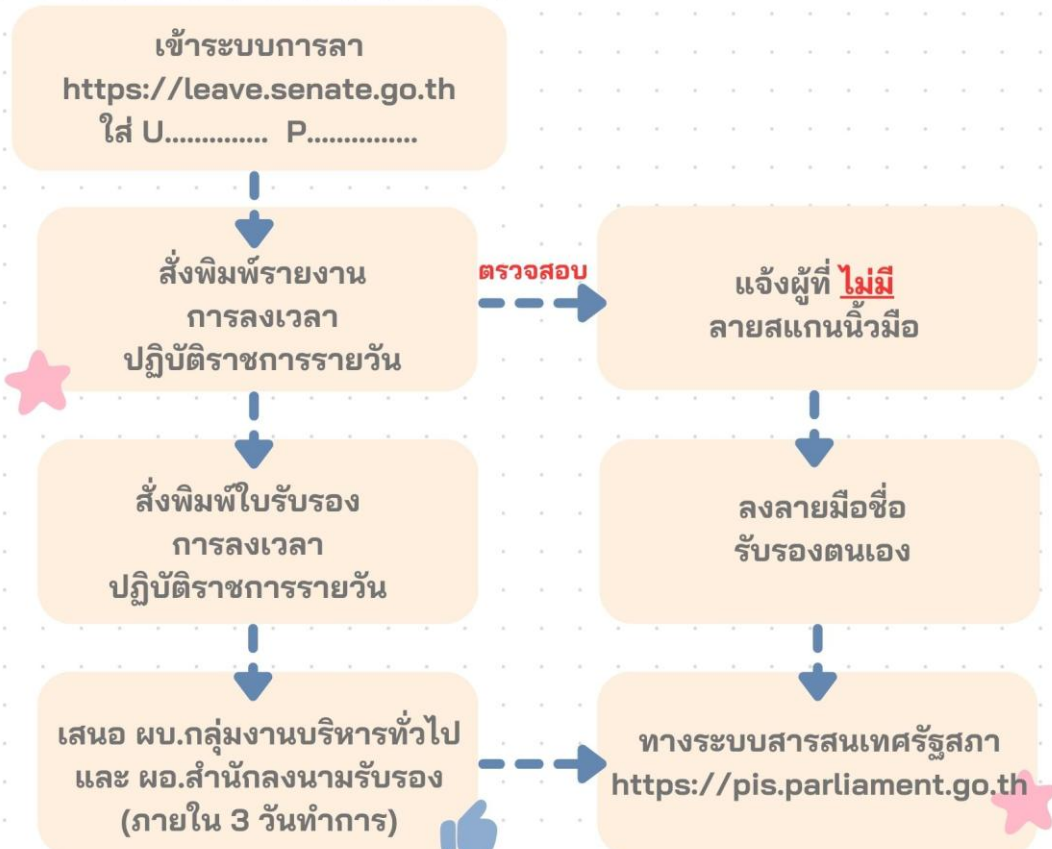 เข้าระบบการลา
https://leave.senate.go.th
ใส่ U.............. P...............
สั่งพิมพ์รายงาน
การลงเวลา
ปฏิบัติราชการรายวัน
ตรวจสอบ
แจ้งผู้ที่ ไม่มี
ลายสแกนนิ้วมือ
สั่งพิมพ์ใบรับรอง
การลงเวลา
ปฏิบัติราชการรายวัน
ลงลายมือชื่อ
รับรองตนเอง
เสนอ ผบ.กลุ่มงานบริหารทั่วไป
และ ผอ.สำนักลงนามรับรอง
(ภายใน 3 วันทำการ)
ทางระบบสารสนเทศรัฐสภา
https://pis.parliament.go.th